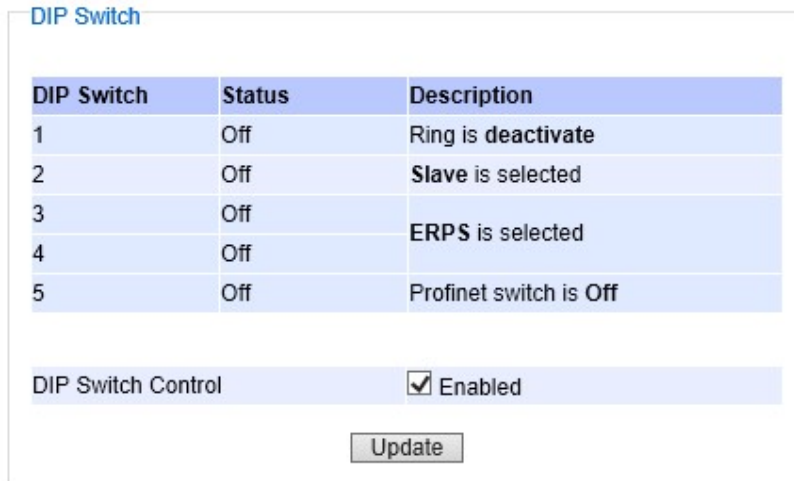 DIP Switch
DIP Switch Status Description
1 Off Ring is deactivate
2 Off Slave is selected
3 Off ERPS is selected
4 Off
5 Off Profinet switch is Off
DIP Switch Control Enabled
Update